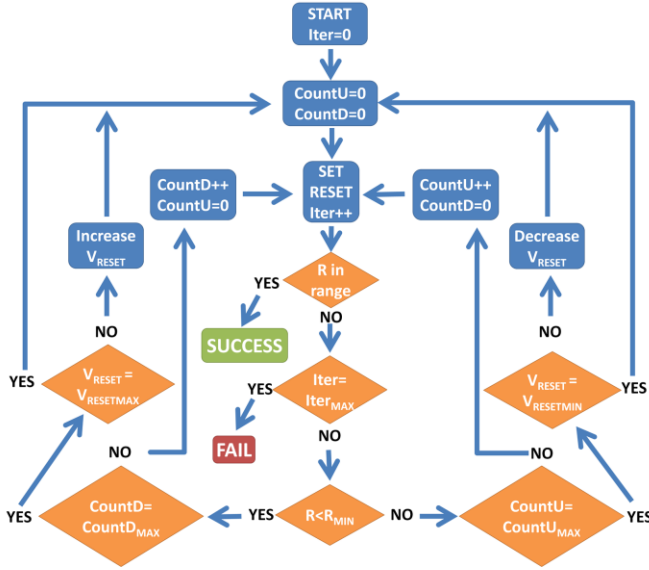 START
Iter=0
CountU=0
CountD=0
CountD++
CountU=0
SET
RESET
Iter++
CountU++
CountD=0
Increase
VRESET
Decrease
VRESET
R in
range
YES
NO
SUCCESS
NO
NO
YES
VRESET =
VRESETMAX
YES
Iter=
IterMAX
VRESET =
VRESETMIN
YES
FAIL
NO
NO
NO
YES
CountD=
CountDMAX
YES
R<RMIN
NO
CountU=
CountUMAX
YES